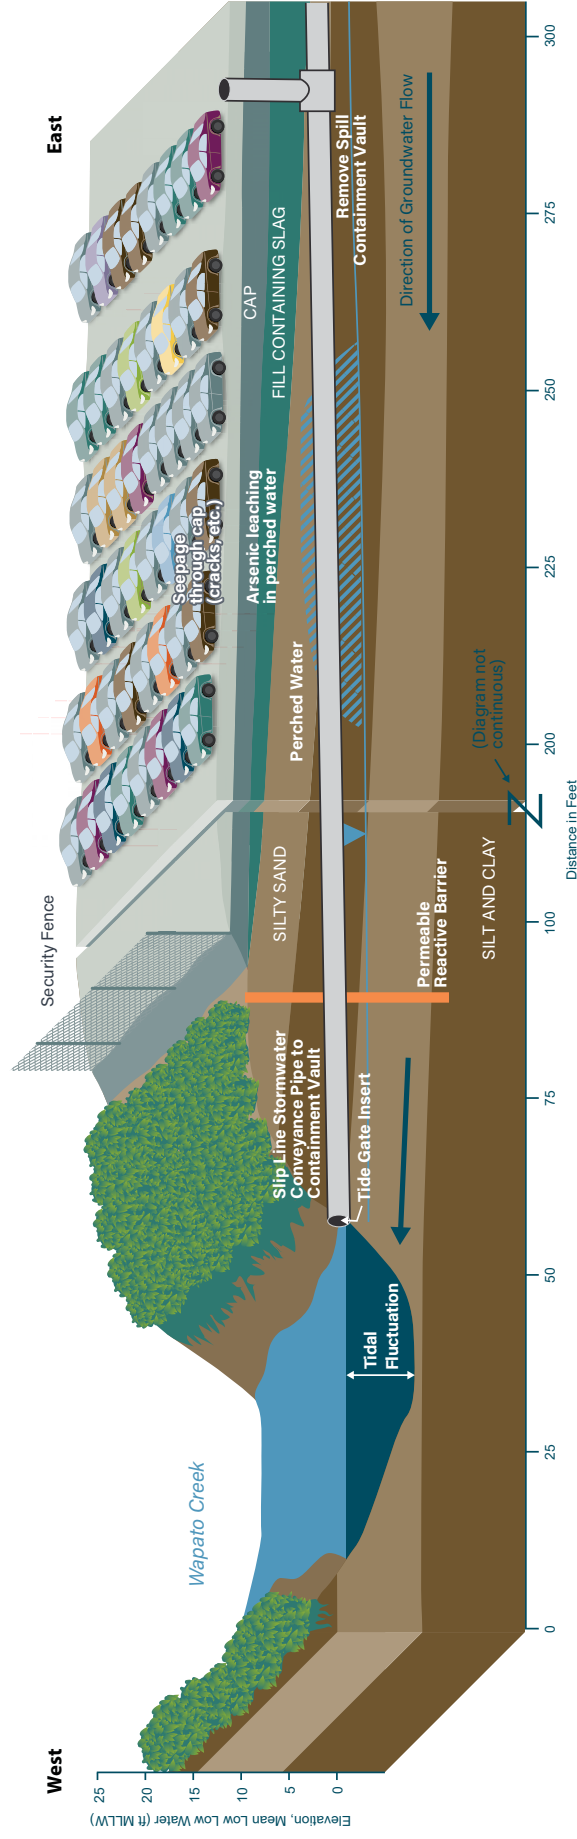 West
East
Wapato Creek
Security Fence
Seepage
through cap
(cracks, etc.)
CAP
Arsenic leaching
in perched water
FILL CONTAINING SLAG
SILTY SAND
Perched Water
Slip Line Stormwater
Conveyance Pipe to
Containment Vault
Remove Spill
Containment Vault
Tide Gate Insert
Tidal
Fluctuation
Direction of Groundwater Flow
Permeable
Reactive Barrier
SILT AND CLAY
(Diagram not
continuous)
Elevation, Mean Low Low Water (ft MLLW)
25
20
15
10
5
0
0
25
50
75
100
200
225
250
275
300
Distance in Feet